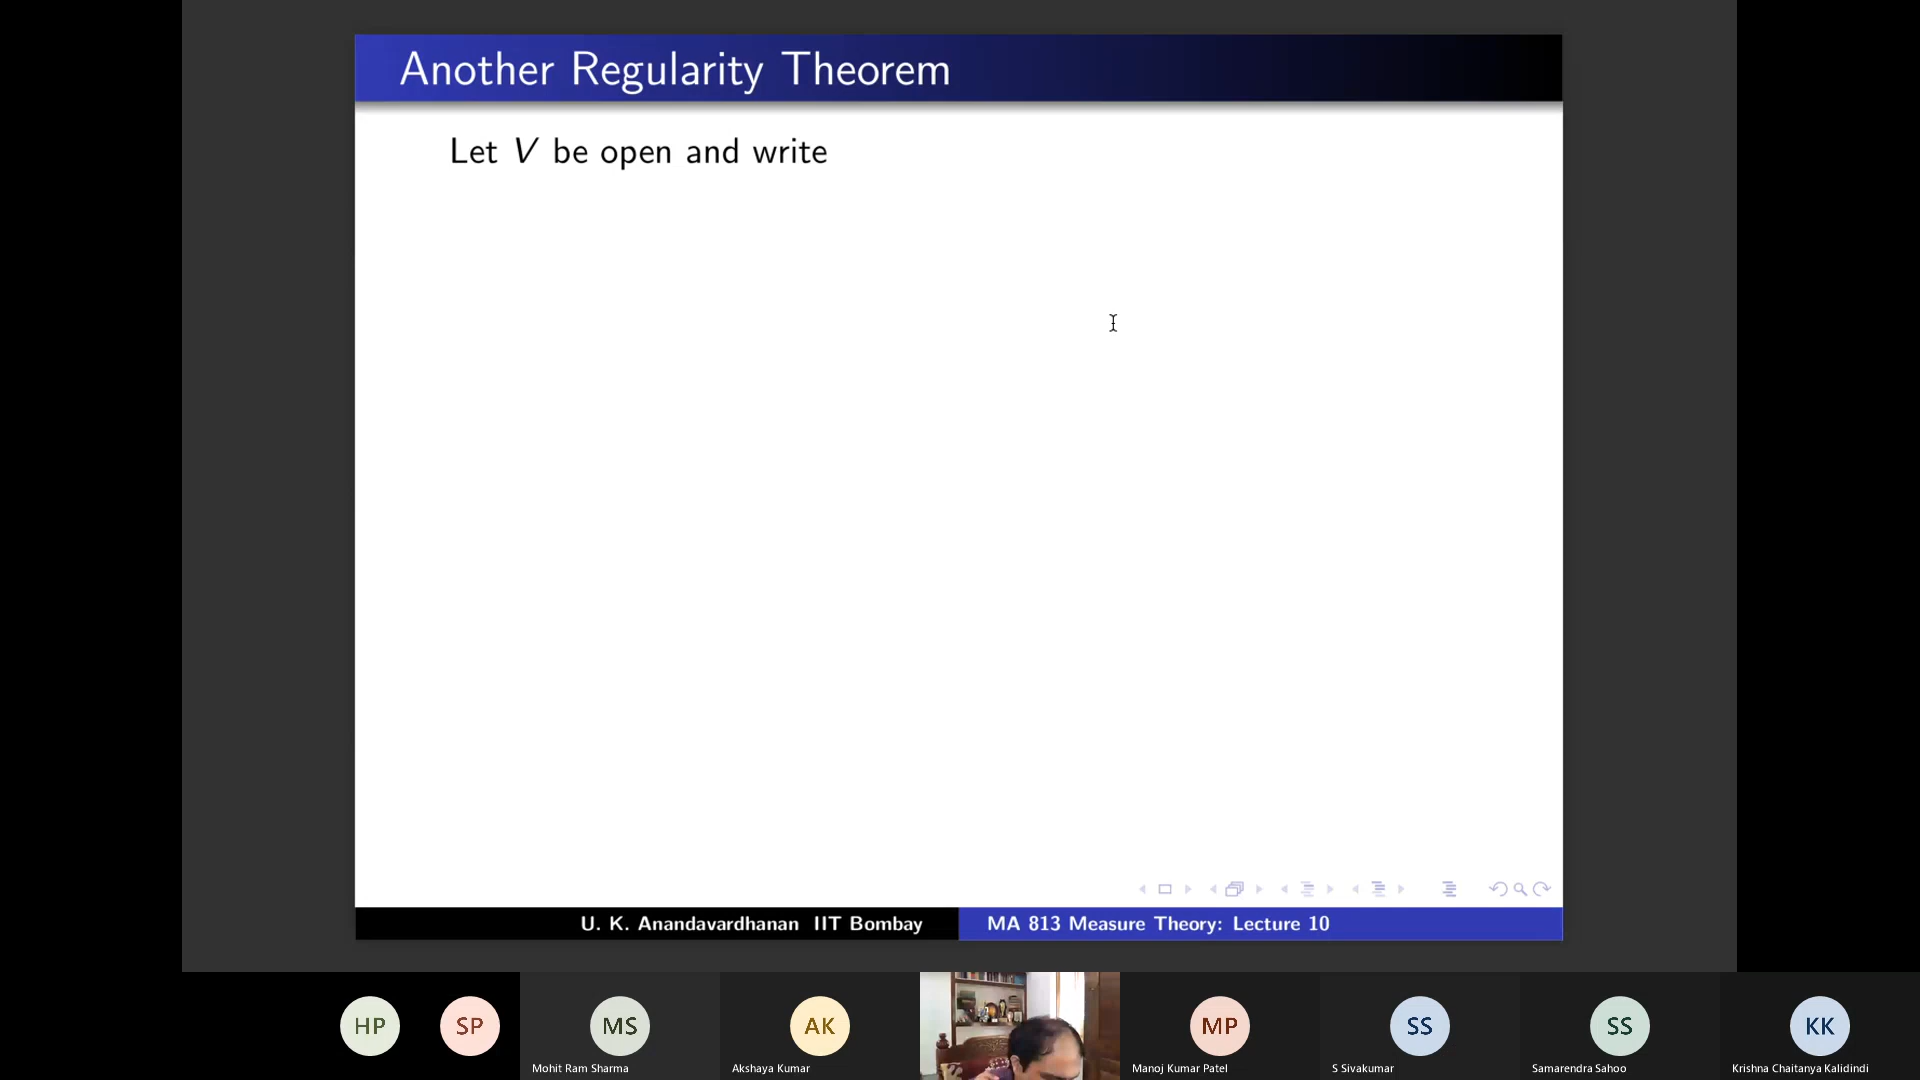 Another Regularity Theorem
Let V be open and write
U. K. Anandavardhanan IIT Bombay
MA 813 Measure Theory: Lecture 10
HP
SP
MS
AK
MP
SS
SS
KK
Mohit Ram Sharma
Akshaya Kumar
Manoj Kumar Patel
S Sivakumar
Samarendra Sahoo
Krishna Chaitanya Kalidindi